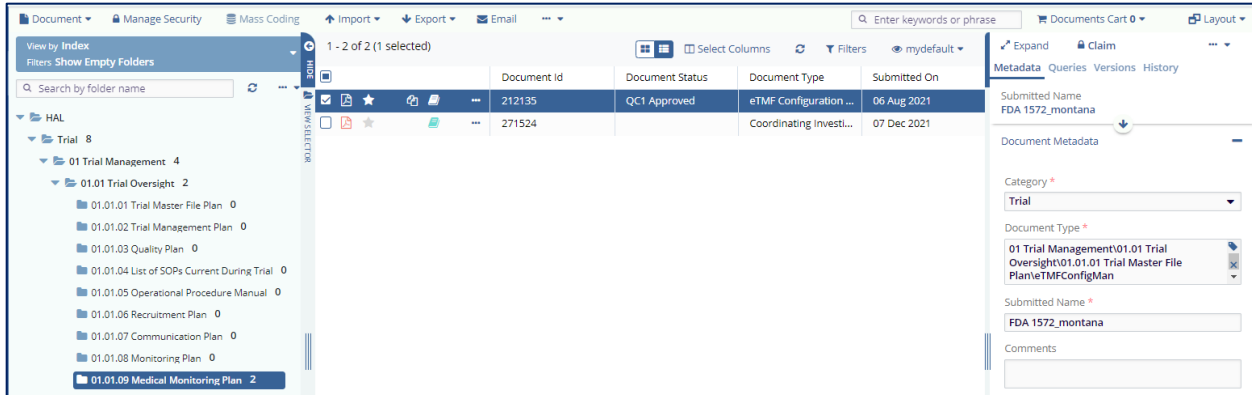 Document Manage Security Mass Coding Import Export Email Enter keywords or phrase Documents Cart 0 Layout
View by Index
Filters Show Empty Folders
Search by folder name
HAL
Trial 8
01 Trial Management 4
01.01 Trial Oversight 2
01.01.01 Trial Master File Plan 0
01.01.02 Trial Management Plan 0
01.01.03 Quality Plan 0
01.01.04 List of SOPs Current During Trial 0
01.01.05 Operational Procedure Manual 0
01.01.06 Recruitment Plan 0
01.01.07 Communication Plan 0
01.01.08 Monitoring Plan 0
01.01.09 Medical Monitoring Plan 2
HIDE
VIEW SELECTOR
1 - 2 of 2 (1 selected) Select Columns Filters mydefault
Document Id Document Status Document Type Submitted On
212135 QC1 Approved eTMF Configuration ... 06 Aug 2021
271524 Coordinating Investi... 07 Dec 2021
Expand Claim
Metadata Queries Versions History
Submitted Name
FDA 1572_montana
Document Metadata
Category *
Trial
Document Type *
01 Trial Management\01.01 Trial
Oversight\01.01.01 Trial Master File
Plan\eTMFConfigMan
Submitted Name *
FDA 1572_montana
Comments